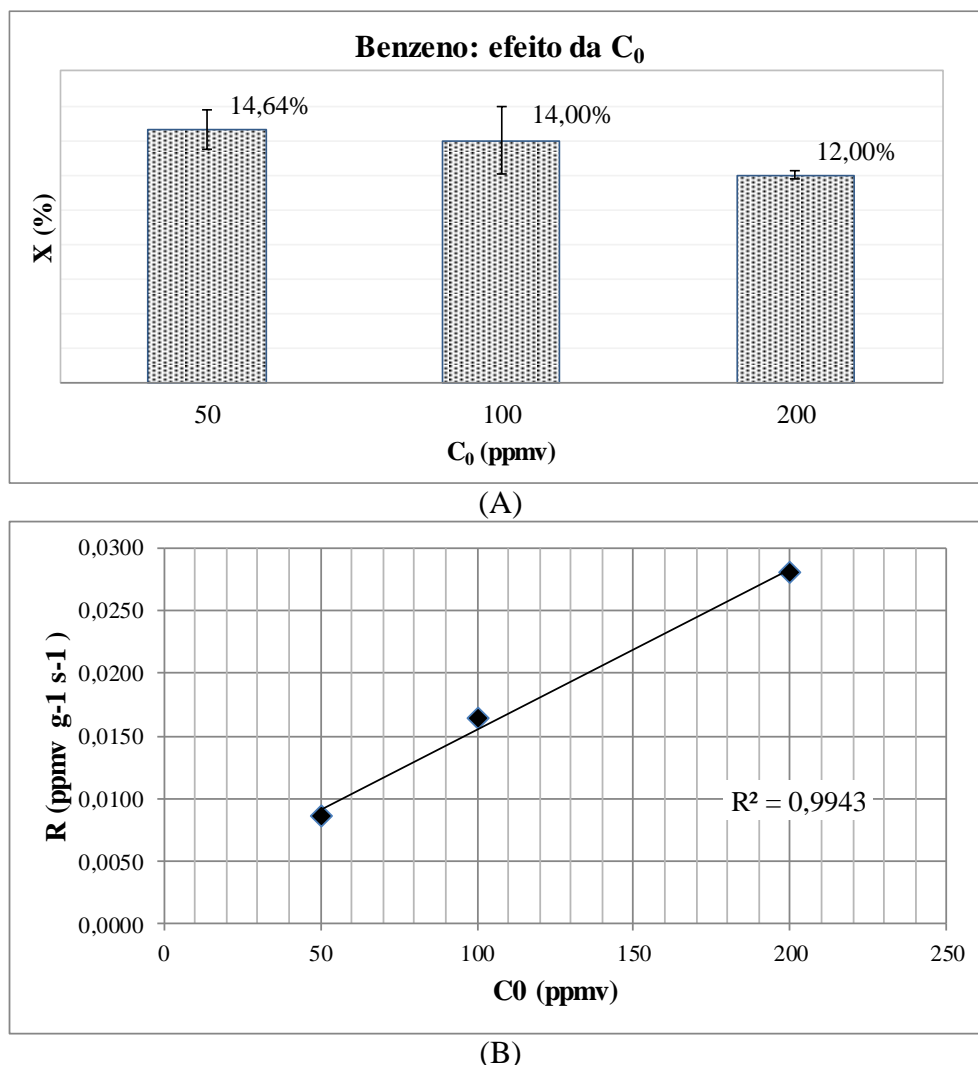 Benzeno: efeito da C₀
14,64%
14,00%
12,00%
X (%)
50 100 200
C₀ (ppmv)
(A)
0,0300
0,0250
0,0200
0,0150
0,0100
0,0050
0,0000
R (ppmv g-1 s-1 )
R² = 0,9943
0 50 100 150 200 250
C0 (ppmv)
(B)